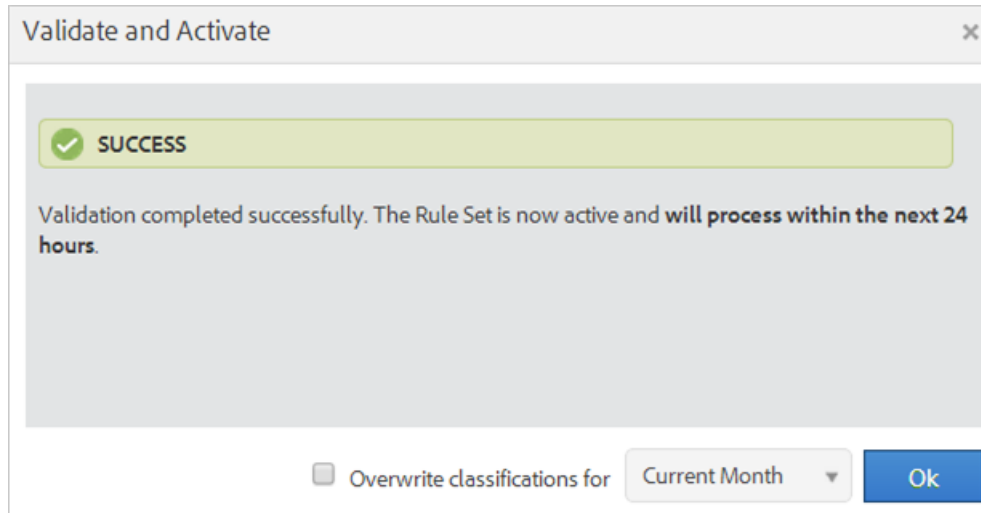 Validate and Activate
SUCCESS
Validation completed successfully. The Rule Set is now active and will process within the next 24
hours.
Overwrite classifications for Current Month Ok